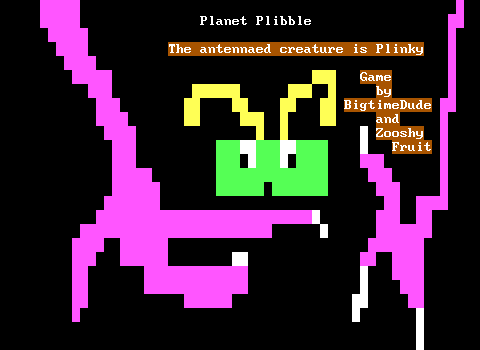 Planet Plibble
The antennaed creature is Plinky
Game
by
BigtimeDude
and
Zooshy
Fruit